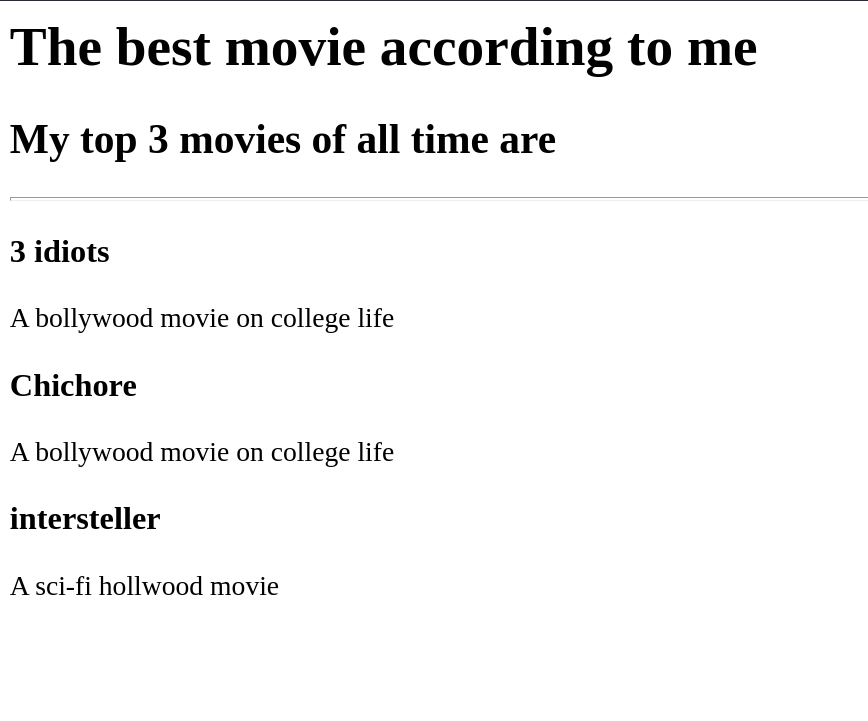 The best movie according to me
My top 3 movies of all time are
3 idiots
A bollywood movie on college life
Chichore
A bollywood movie on college life
intersteller
A sci-fi hollwood movie